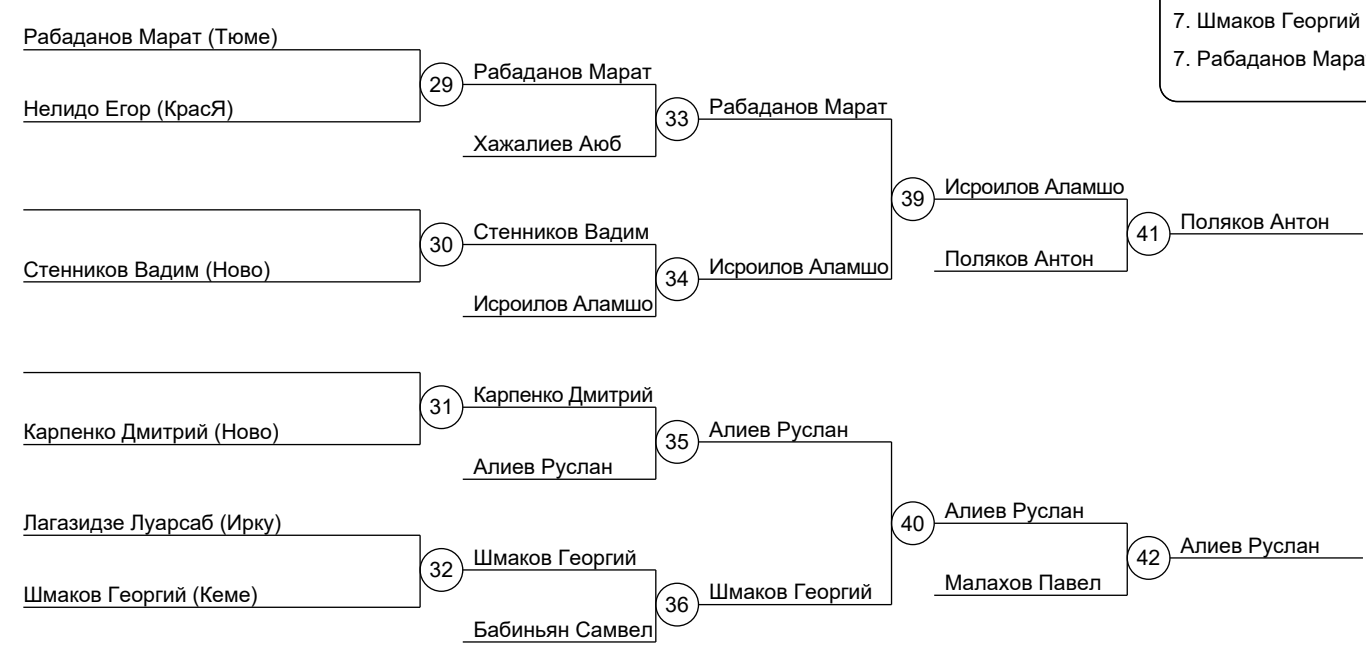 7. Шмаков Георгий
7. Рабаданов Мара
Рабаданов Марат (Тюме)
29
Рабаданов Марат
Нелидо Егор (КрасЯ)
33
Рабаданов Марат
Хажалиев Аюб
39
Исроилов Аламшо
30
Стенников Вадим
41
Поляков Антон
Стенников Вадим (Ново)
34
Исроилов Аламшо
Поляков Антон
Исроилов Аламшо
31
Карпенко Дмитрий
Карпенко Дмитрий (Ново)
35
Алиев Руслан
Алиев Руслан
40
Алиев Руслан
Лагазидзе Луарсаб (Ирку)
32
Шмаков Георгий
42
Алиев Руслан
Шмаков Георгий (Кеме)
36
Шмаков Георгий
Малахов Павел
Бабиньян Самвел